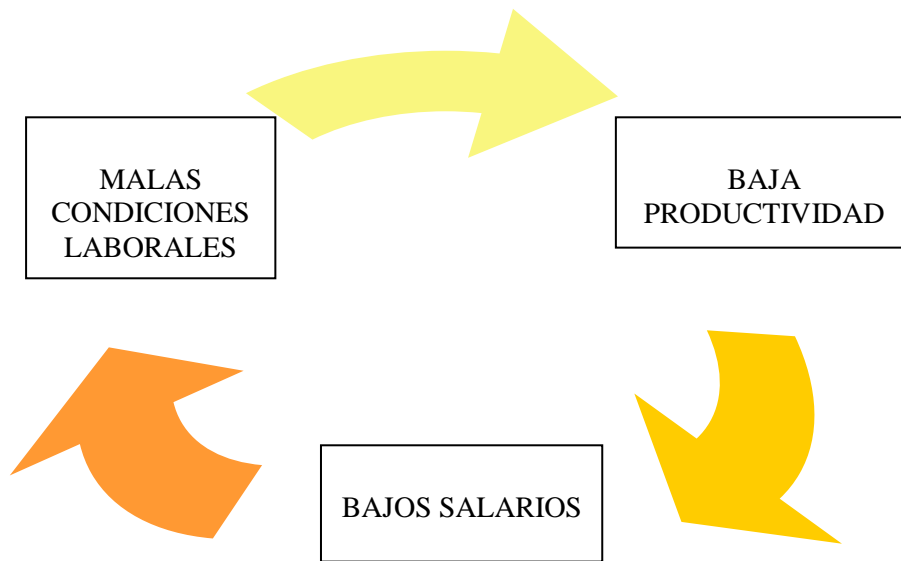 MALAS
CONDICIONES
LABORALES
BAJA
PRODUCTIVIDAD
BAJOS SALARIOS